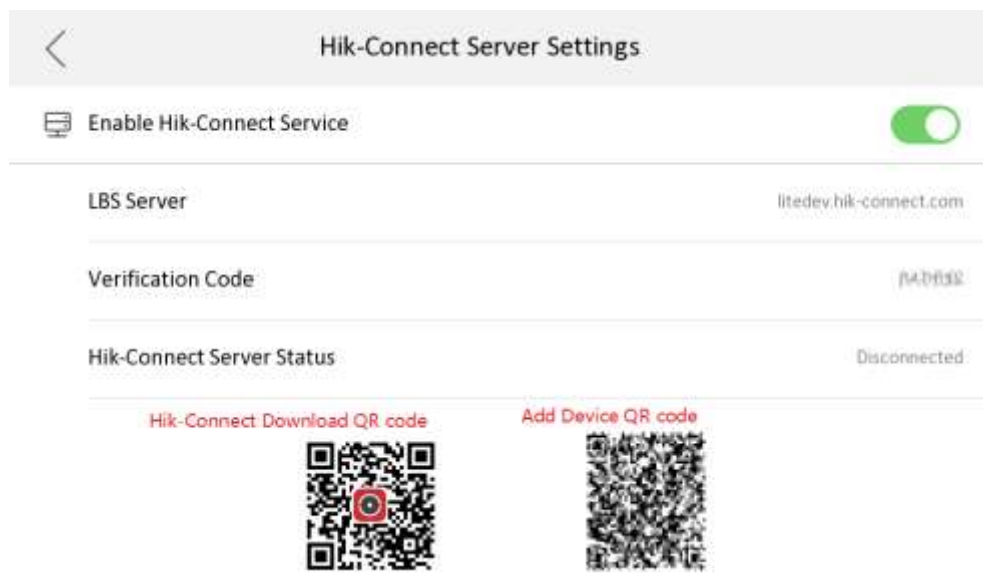 Hik-Connect Server Settings
Enable Hik-Connect Service
LBS Server
litedev.hik-connect.com
Verification Code
Hik-Connect Server Status
Disconnected
Hik-Connect Download QR code
Add Device QR code